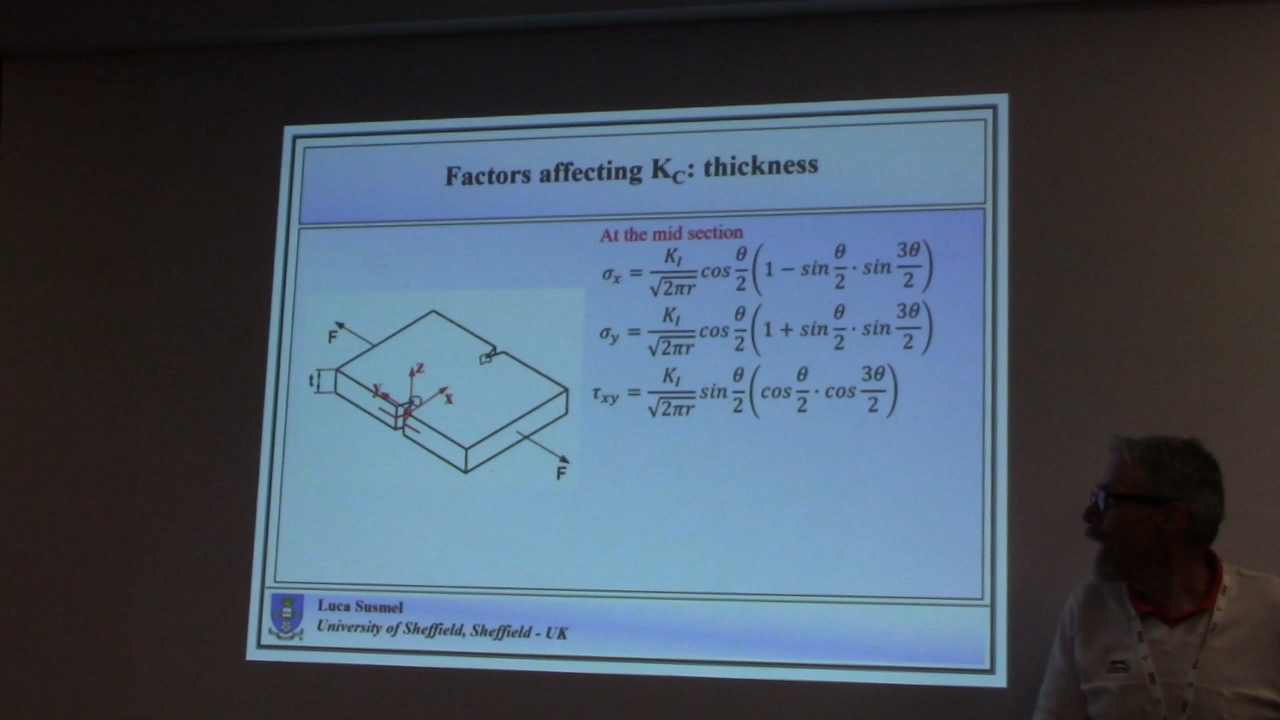 Factors affecting K_C: thickness
At the mid section
σ_x = K_I/√(2πr) cos θ/2 (1 − sin θ/2 · sin 3θ/2)
σ_y = K_I/√(2πr) cos θ/2 (1 + sin θ/2 · sin 3θ/2)
τ_xy = K_I/√(2πr) sin θ/2 (cos θ/2 · cos 3θ/2)
F
t
z
y
x
F
Luca Susmel
University of Sheffield, Sheffield - UK